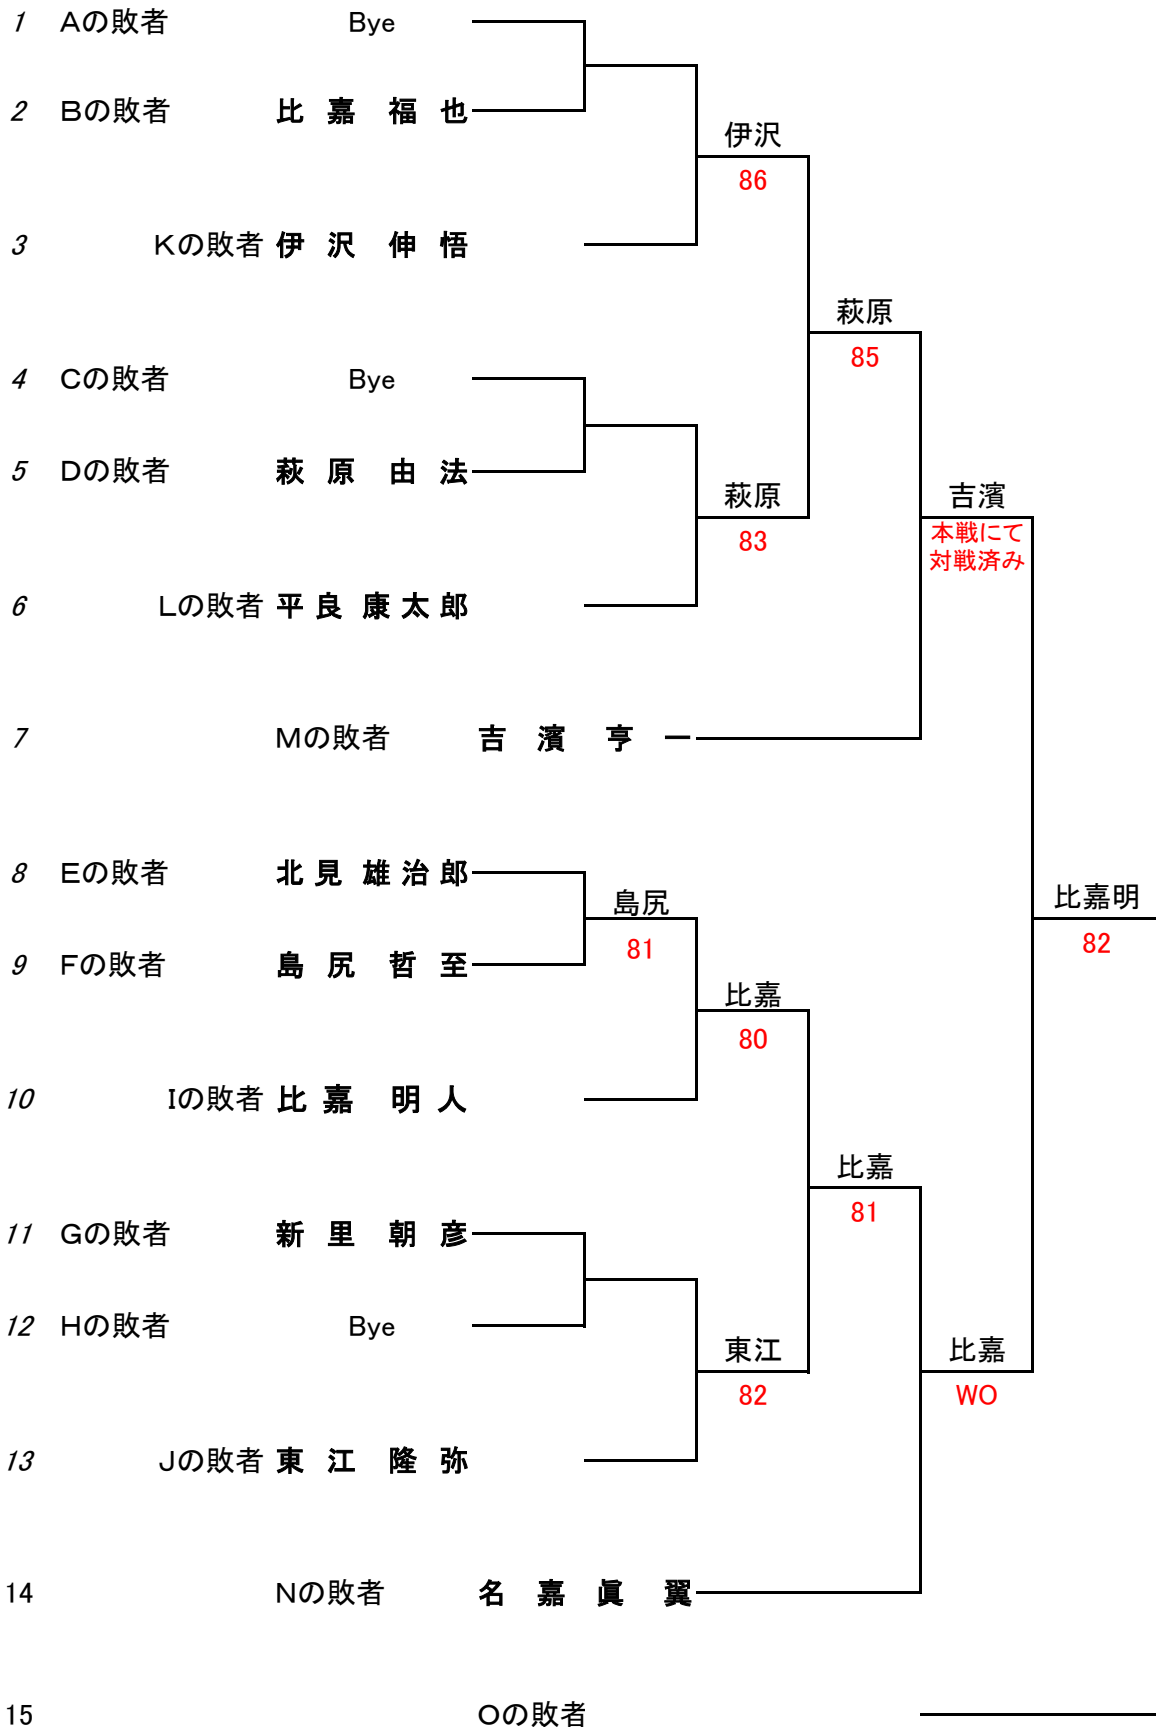 1 Aの敗者 Bye
2 Bの敗者 比嘉 福也
伊沢
86
3 Kの敗者 伊沢 伸悟
萩原
85
4 Cの敗者 Bye
5 Dの敗者 萩原 由法
萩原
83
吉濱
本戦にて
対戦済み
6 Lの敗者 平良 康太郎
7 Mの敗者 吉濱 亨一
8 Eの敗者 北見 雄治郎
島尻
81
比嘉明
82
9 Fの敗者 島尻 哲至
比嘉
80
10 Iの敗者 比嘉 明人
比嘉
81
11 Gの敗者 新里 朝彦
12 Hの敗者 Bye
東江
82
比嘉
WO
13 Jの敗者 東江 隆弥
14 Nの敗者 名嘉眞 翼
15 Oの敗者